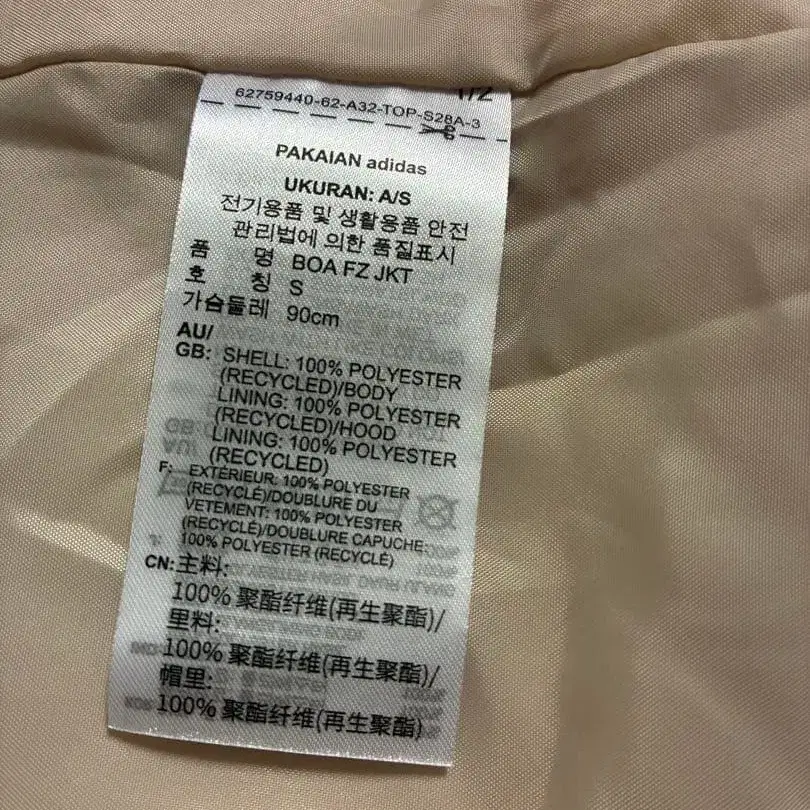 1/2
62759440-62-A32-TOP-S28A-3
PAKAIAN adidas
UKURAN: A/S
전기용품 및 생활용품 안전
관리법에 의한 품질표시
품 명 BOA FZ JKT
호 칭 S
가슴둘레 90cm
AU/
GB: SHELL: 100% POLYESTER
(RECYCLED)/BODY
LINING: 100% POLYESTER
(RECYCLED)/HOOD
LINING: 100% POLYESTER
(RECYCLED)
F: EXTÉRIEUR: 100% POLYESTER
(RECYCLÉ)/DOUBLURE DU
VETEMENT: 100% POLYESTER
(RECYCLÉ)/DOUBLURE CAPUCHE:
100% POLYESTER (RECYCLÉ)
CN: 主料:
100% 聚酯纤维(再生聚酯)/
里料:
100% 聚酯纤维(再生聚酯)/
帽里:
100% 聚酯纤维(再生聚酯)